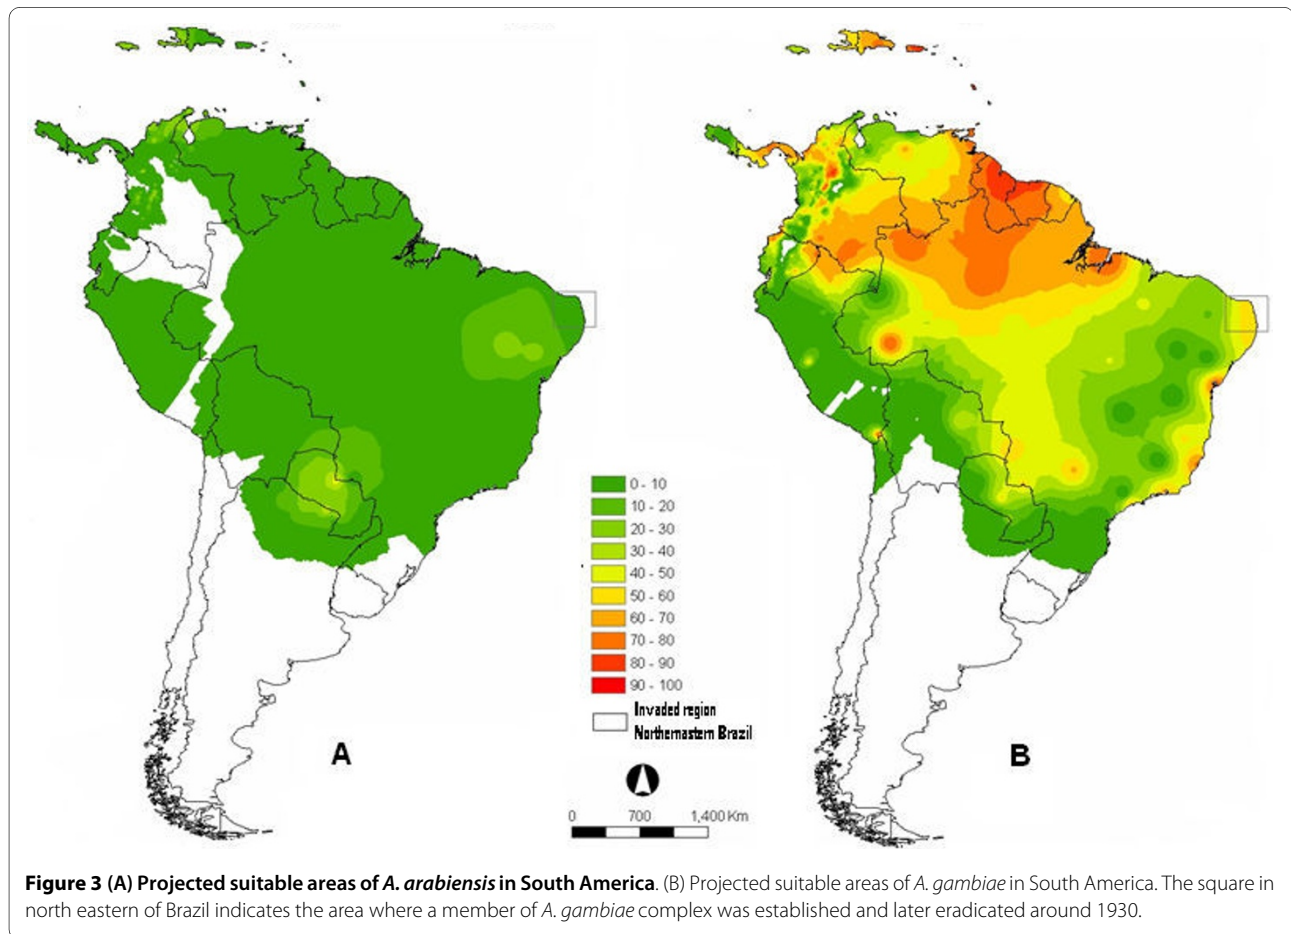 0 - 10
10 - 20
20 - 30
30 - 40
40 - 50
50 - 60
60 - 70
70 - 80
80 - 90
90 - 100
Invaded region
Northernastern Brazil
A
B
0 700 1,400 Km
Figure 3 (A) Projected suitable areas of A. arabiensis in South America. (B) Projected suitable areas of A. gambiae in South America. The square in
north eastern of Brazil indicates the area where a member of A. gambiae complex was established and later eradicated around 1930.